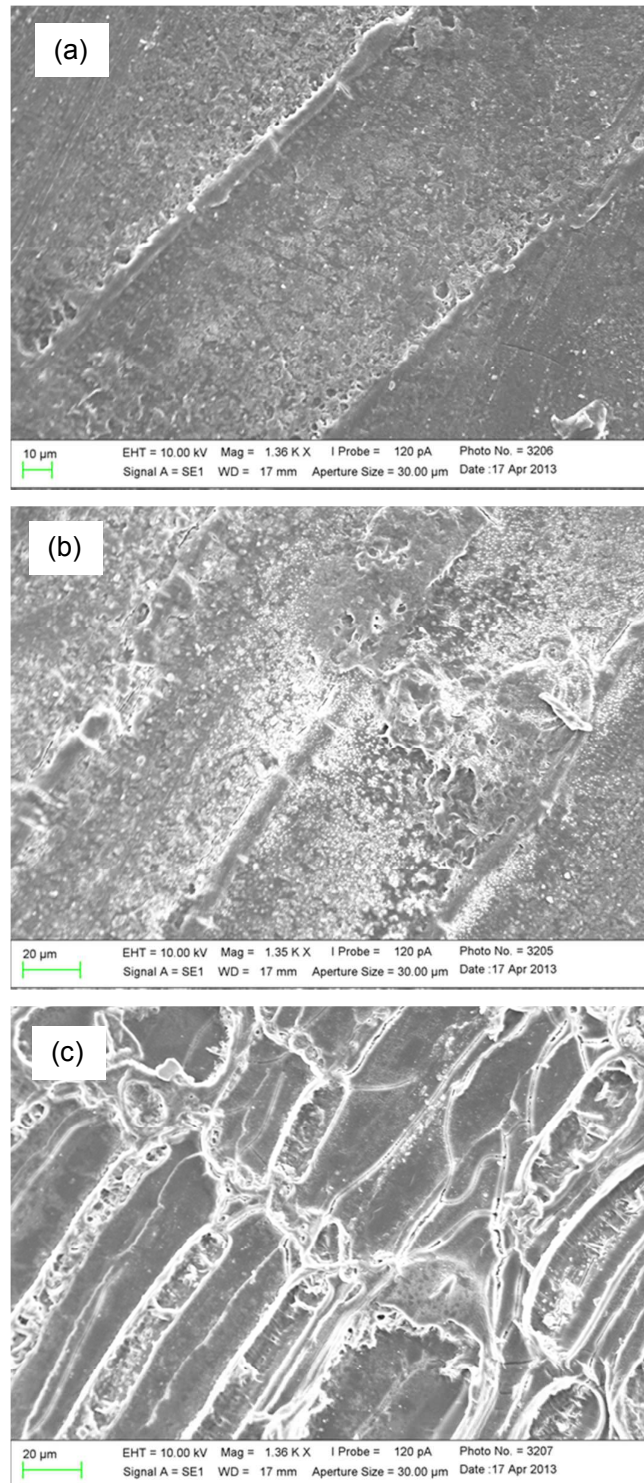 (a)
10 µm EHT = 10.00 kV Mag = 1.36 K X I Probe = 120 pA Photo No. = 3206
Signal A = SE1 WD = 17 mm Aperture Size = 30.00 µm Date :17 Apr 2013
(b)
20 µm EHT = 10.00 kV Mag = 1.35 K X I Probe = 120 pA Photo No. = 3205
Signal A = SE1 WD = 17 mm Aperture Size = 30.00 µm Date :17 Apr 2013
(c)
20 µm EHT = 10.00 kV Mag = 1.36 K X I Probe = 120 pA Photo No. = 3207
Signal A = SE1 WD = 17 mm Aperture Size = 30.00 µm Date :17 Apr 2013